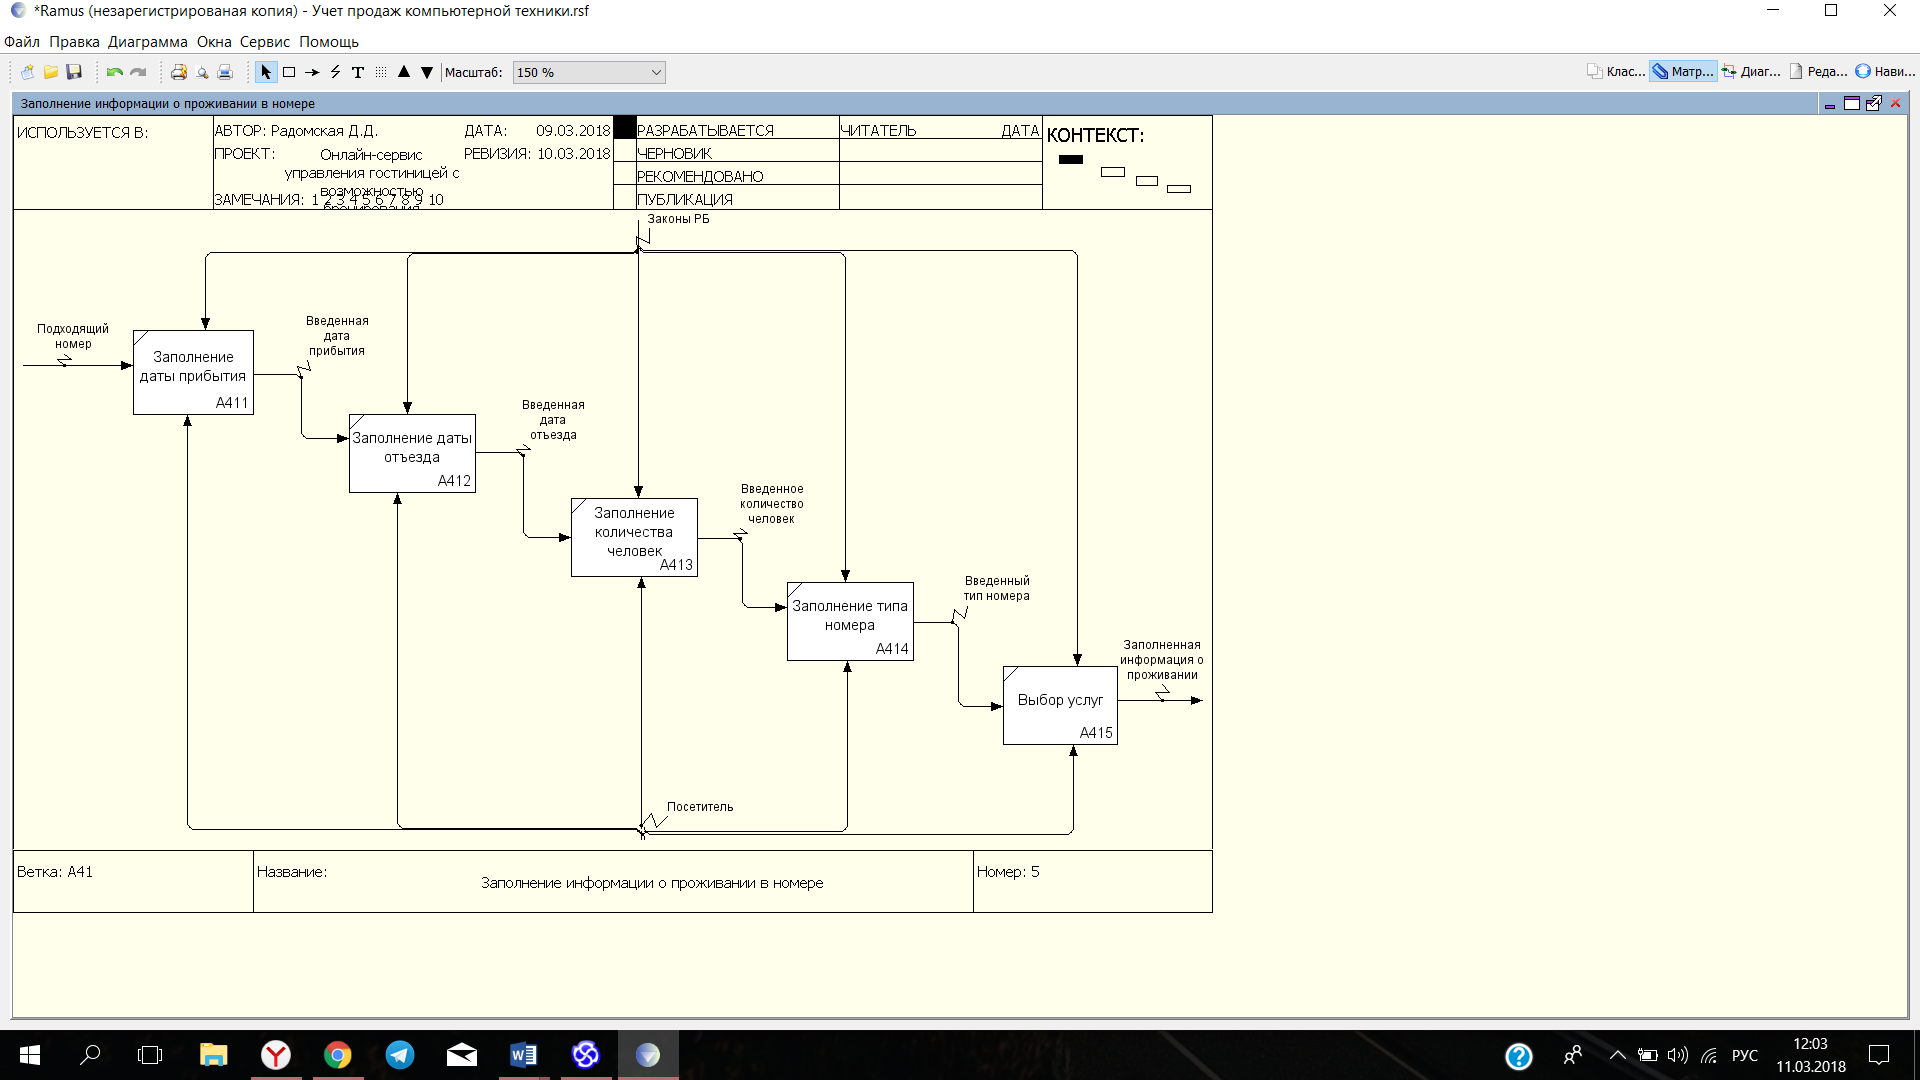 *Ramus (незарегистрированая копия) - Учет продаж компьютерной техники.rsf
Файл Правка Диаграмма Окна Сервис Помощь
Масштаб: 150 %
Клас... Матр... Диаг... Реда... Нави...
Заполнение информации о проживании в номере
ИСПОЛЬЗУЕТСЯ В:
АВТОР: Радомская Д.Д.
ДАТА: 09.03.2018
ПРОЕКТ: Онлайн-сервис
управления гостиницей с
возможностью
бронирования
РЕВИЗИЯ: 10.03.2018
ЗАМЕЧАНИЯ: 1 2 3 4 5 6 7 8 9 10
РАЗРАБАТЫВАЕТСЯ
ЧЕРНОВИК
РЕКОМЕНДОВАНО
ПУБЛИКАЦИЯ
ЧИТАТЕЛЬ ДАТА
КОНТЕКСТ:
Законы РБ
Подходящий
номер
Заполнение
даты прибытия
A411
Введенная
дата
прибытия
Заполнение даты
отъезда
A412
Введенная
дата
отъезда
Заполнение
количества
человек
A413
Введенное
количество
человек
Заполнение типа
номера
A414
Введенный
тип номера
Выбор услуг
A415
Заполненная
информация о
проживании
Посетитель
Ветка: A41
Название:
Заполнение информации о проживании в номере
Номер: 5
РУС
12:03
11.03.2018